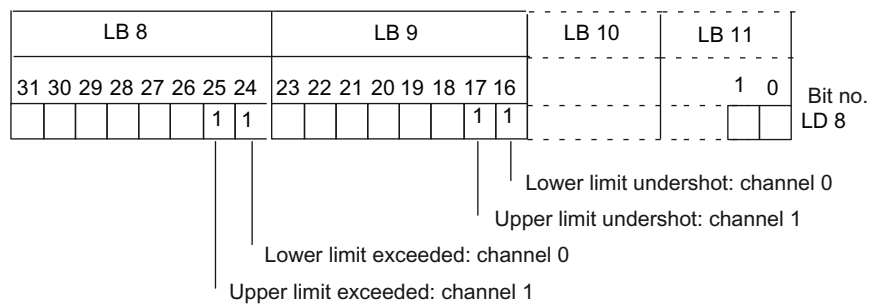 LB 8 LB 9 LB 10 LB 11
31 30 29 28 27 26 25 24 23 22 21 20 19 18 17 16 1 0 Bit no.
1 1 1 1 LD 8
Lower limit undershot: channel 0
Upper limit undershot: channel 1
Lower limit exceeded: channel 0
Upper limit exceeded: channel 1